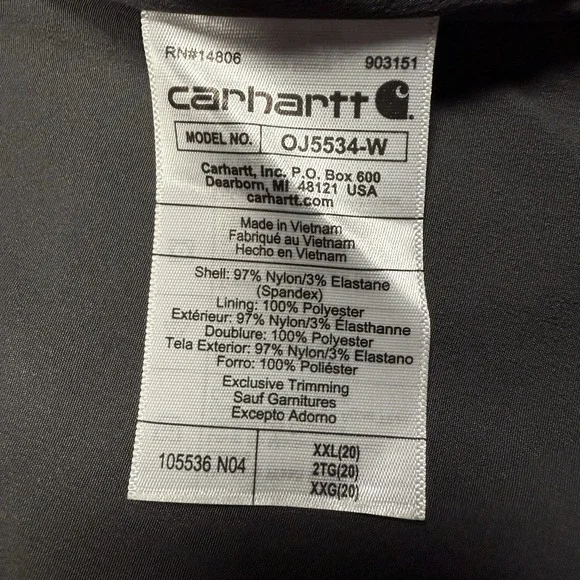 RN#14806 903151
carhartt
MODEL NO. OJ5534-W
Carhartt, Inc. P.O. Box 600
Dearborn, MI 48121 USA
carhartt.com
Made in Vietnam
Fabriqué au Vietnam
Hecho en Vietnam
Shell: 97% Nylon/3% Elastane
(Spandex)
Lining: 100% Polyester
Extérieur: 97% Nylon/3% Élasthanne
Doublure: 100% Polyester
Tela Exterior: 97% Nylon/3% Elastano
Forro: 100% Poliéster
Exclusive Trimming
Sauf Garnitures
Excepto Adorno
105536 N04
XXL(20)
2TG(20)
XXG(20)